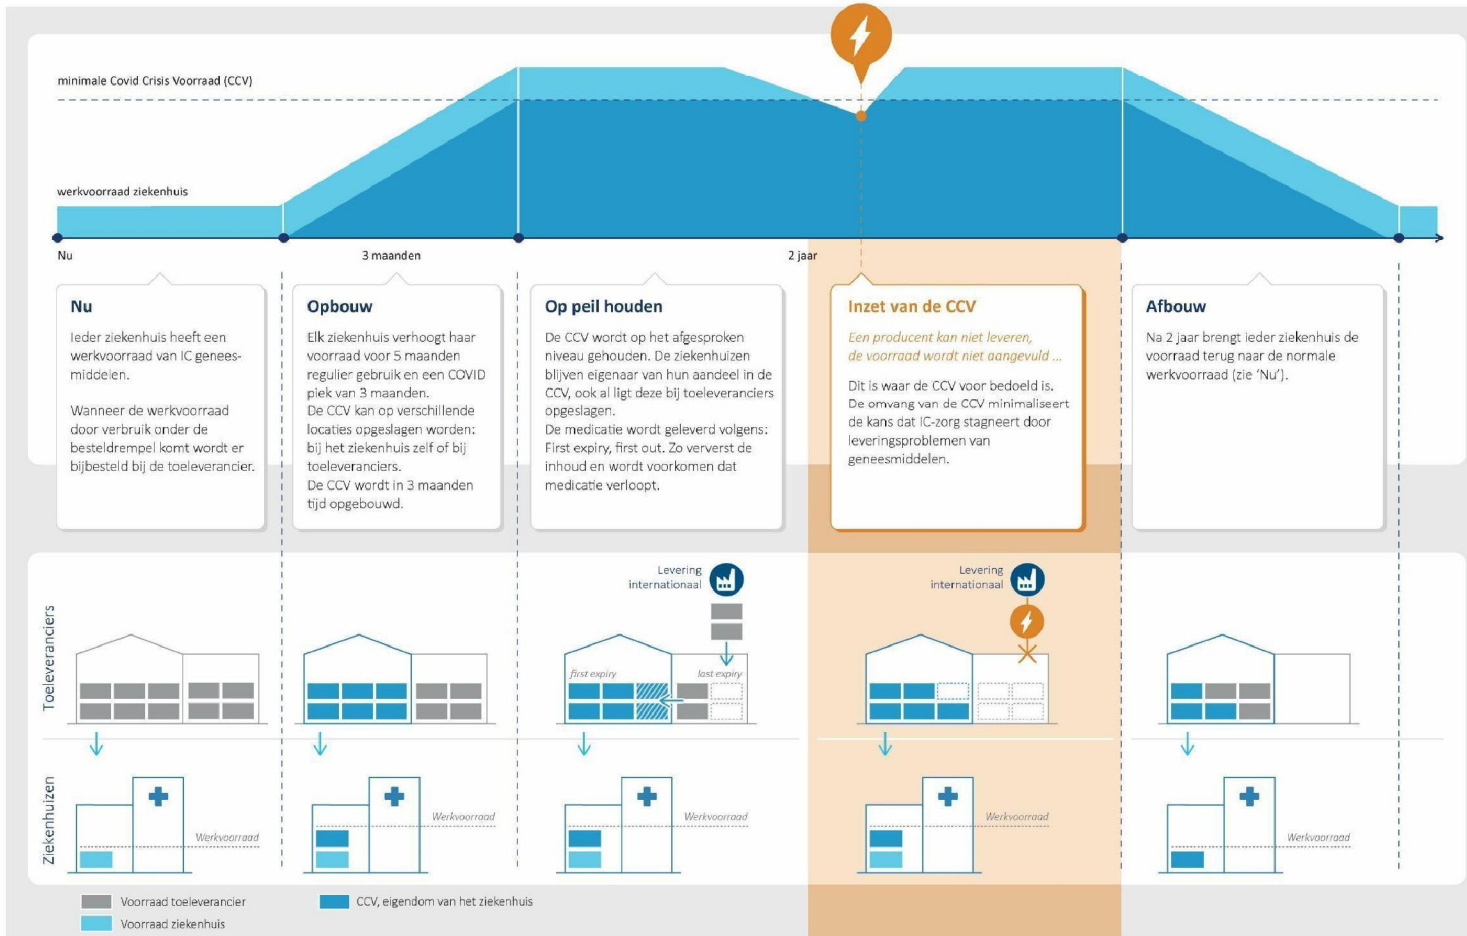 minimale Covid Crisis Voorraad (CCV)
werkvoorraad ziekenhuis
Nu
3 maanden
2 jaar
Nu
Ieder ziekenhuis heeft een
werkvoorraad van IC genees-
middelen.
Wanneer de werkvoorraad
door verbruik onder de
besteldrempel komt wordt er
bijbesteld bij de toeleverancier.
Opbouw
Elk ziekenhuis verhoogt haar
voorraad voor 5 maanden
regulier gebruik en een COVID
piek van 3 maanden.
De CCV kan op verschillende
locaties opgeslagen worden:
bij het ziekenhuis zelf of bij
toeleveranciers.
De CCV wordt in 3 maanden
tijd opgebouwd.
Op peil houden
De CCV wordt op het afgesproken
niveau gehouden. De ziekenhuizen
blijven eigenaar van hun aandeel in de
CCV, ook al ligt deze bij toeleveranciers
opgeslagen.
De medicatie wordt geleverd volgens:
First expiry, first out. Zo ververst de
inhoud en wordt voorkomen dat
medicatie verloopt.
Inzet van de CCV
Een producent kan niet leveren,
de voorraad wordt niet aangevuld ...
Dit is waar de CCV voor bedoeld is.
De omvang van de CCV minimaliseert
de kans dat IC-zorg stagneert door
leveringsproblemen van
geneesmiddelen.
Afbouw
Na 2 jaar brengt ieder ziekenhuis de
voorraad terug naar de normale
werkvoorraad (zie 'Nu').
Toeleveranciers
Levering
internationaal
first expiry
last expiry
Levering
internationaal
Ziekenhuizen
Werkvoorraad
Werkvoorraad
Werkvoorraad
Werkvoorraad
Werkvoorraad
Voorraad toeleverancier
CCV, eigendom van het ziekenhuis
Voorraad ziekenhuis